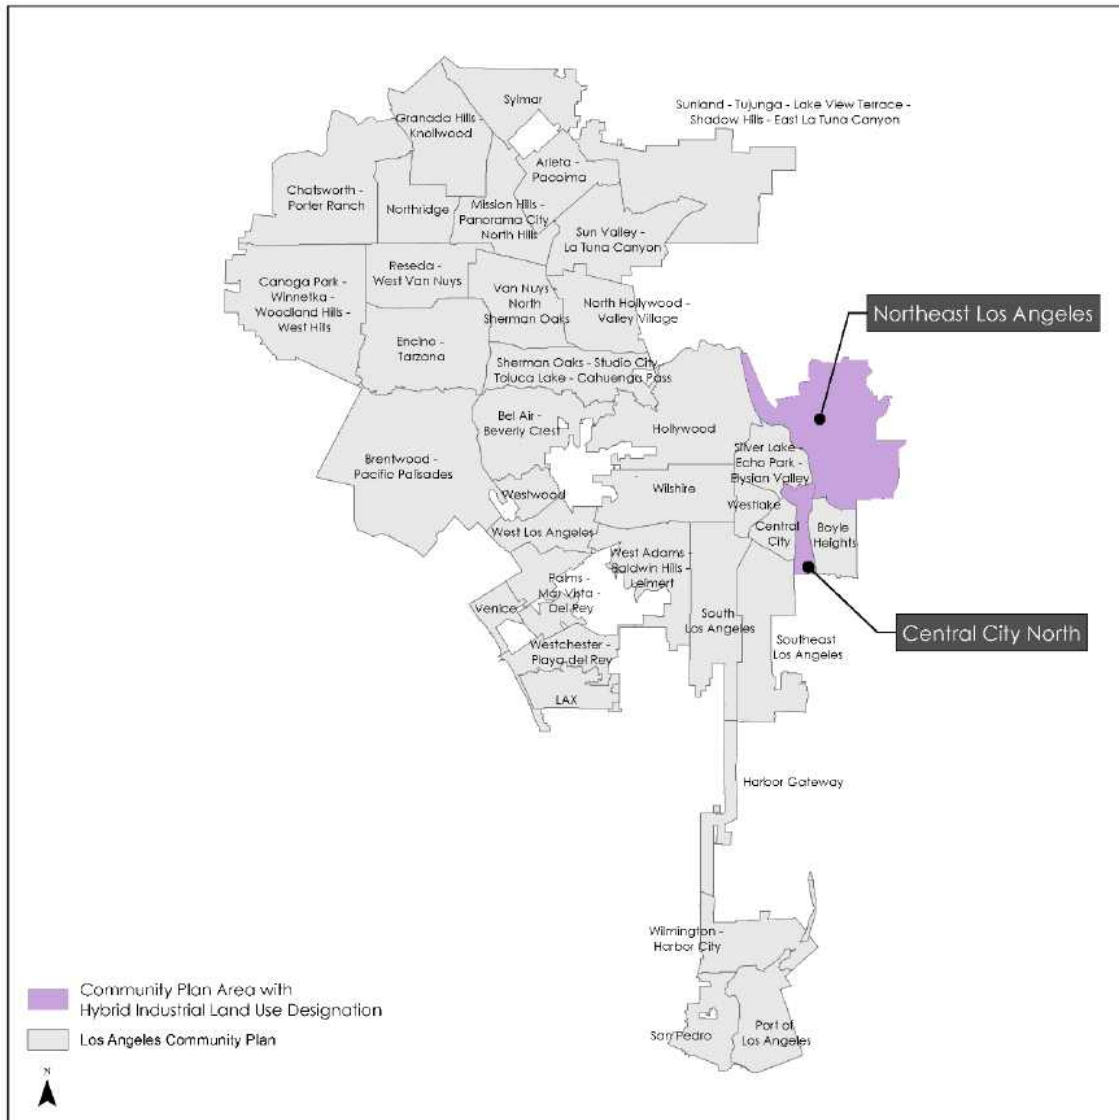 Sylmar
Sunland - Tujunga - Lake View Terrace -
Shadow Hills - East La Tuna Canyon
Granada Hills -
Knollwood
Arleta -
Pacoima
Chatsworth -
Porter Ranch
Northridge
Mission Hills -
Panorama City -
North Hills
Sun Valley -
La Tuna Canyon
Reseda -
West Van Nuys
Canoga Park -
Winnetka -
Woodland Hills -
West Hills
Van Nuys -
North
Sherman Oaks
North Hollywood -
Valley Village
Northeast Los Angeles
Encino -
Tarzana
Sherman Oaks - Studio City
Toluca Lake - Cahuenga Pass
Bel Air -
Beverly Crest
Hollywood
Brentwood -
Pacific Palisades
Silver Lake -
Echo Park -
Elysian Valley
Westwood
Wilshire
Westlake
Central
City
Boyle
Heights
West Los Angeles
West Adams -
Baldwin Hills -
Leimert
Palms -
Mar Vista -
Del Rey
Venice
South
Los Angeles
Central City North
Southeast
Los Angeles
Westchester -
Playa del Rey
LAX
Harbor Gateway
Wilmington -
Harbor City
San Pedro
Port of
Los Angeles
Community Plan Area with
Hybrid Industrial Land Use Designation
Los Angeles Community Plan
N